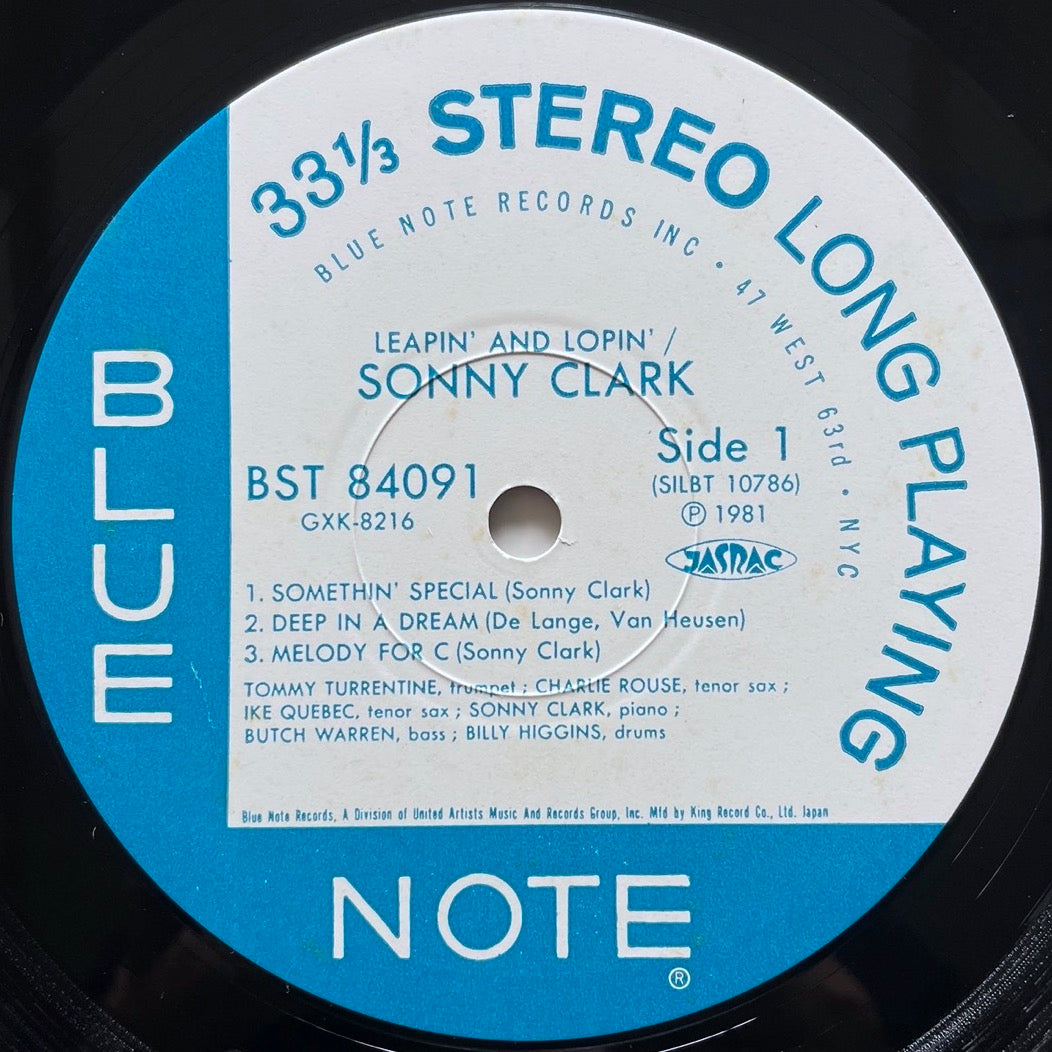 33⅓ STEREO LONG PLAYING
BLUE NOTE RECORDS INC • 47 WEST 63rd • NYC
LEAPIN' AND LOPIN' /
SONNY CLARK
BST 84091
GXK-8216
Side 1
(SILBT 10786)
Ⓟ 1981
JASRAC
1. SOMETHIN' SPECIAL (Sonny Clark)
2. DEEP IN A DREAM (De Lange, Van Heusen)
3. MELODY FOR C (Sonny Clark)
TOMMY TURRENTINE, trumpet ; CHARLIE ROUSE, tenor sax ;
IKE QUEBEC, tenor sax ; SONNY CLARK, piano ;
BUTCH WARREN, bass ; BILLY HIGGINS, drums
Blue Note Records, A Division of United Artists Music And Records Group, Inc. Mfd by King Record Co., Ltd. Japan
BLUE
NOTE
®